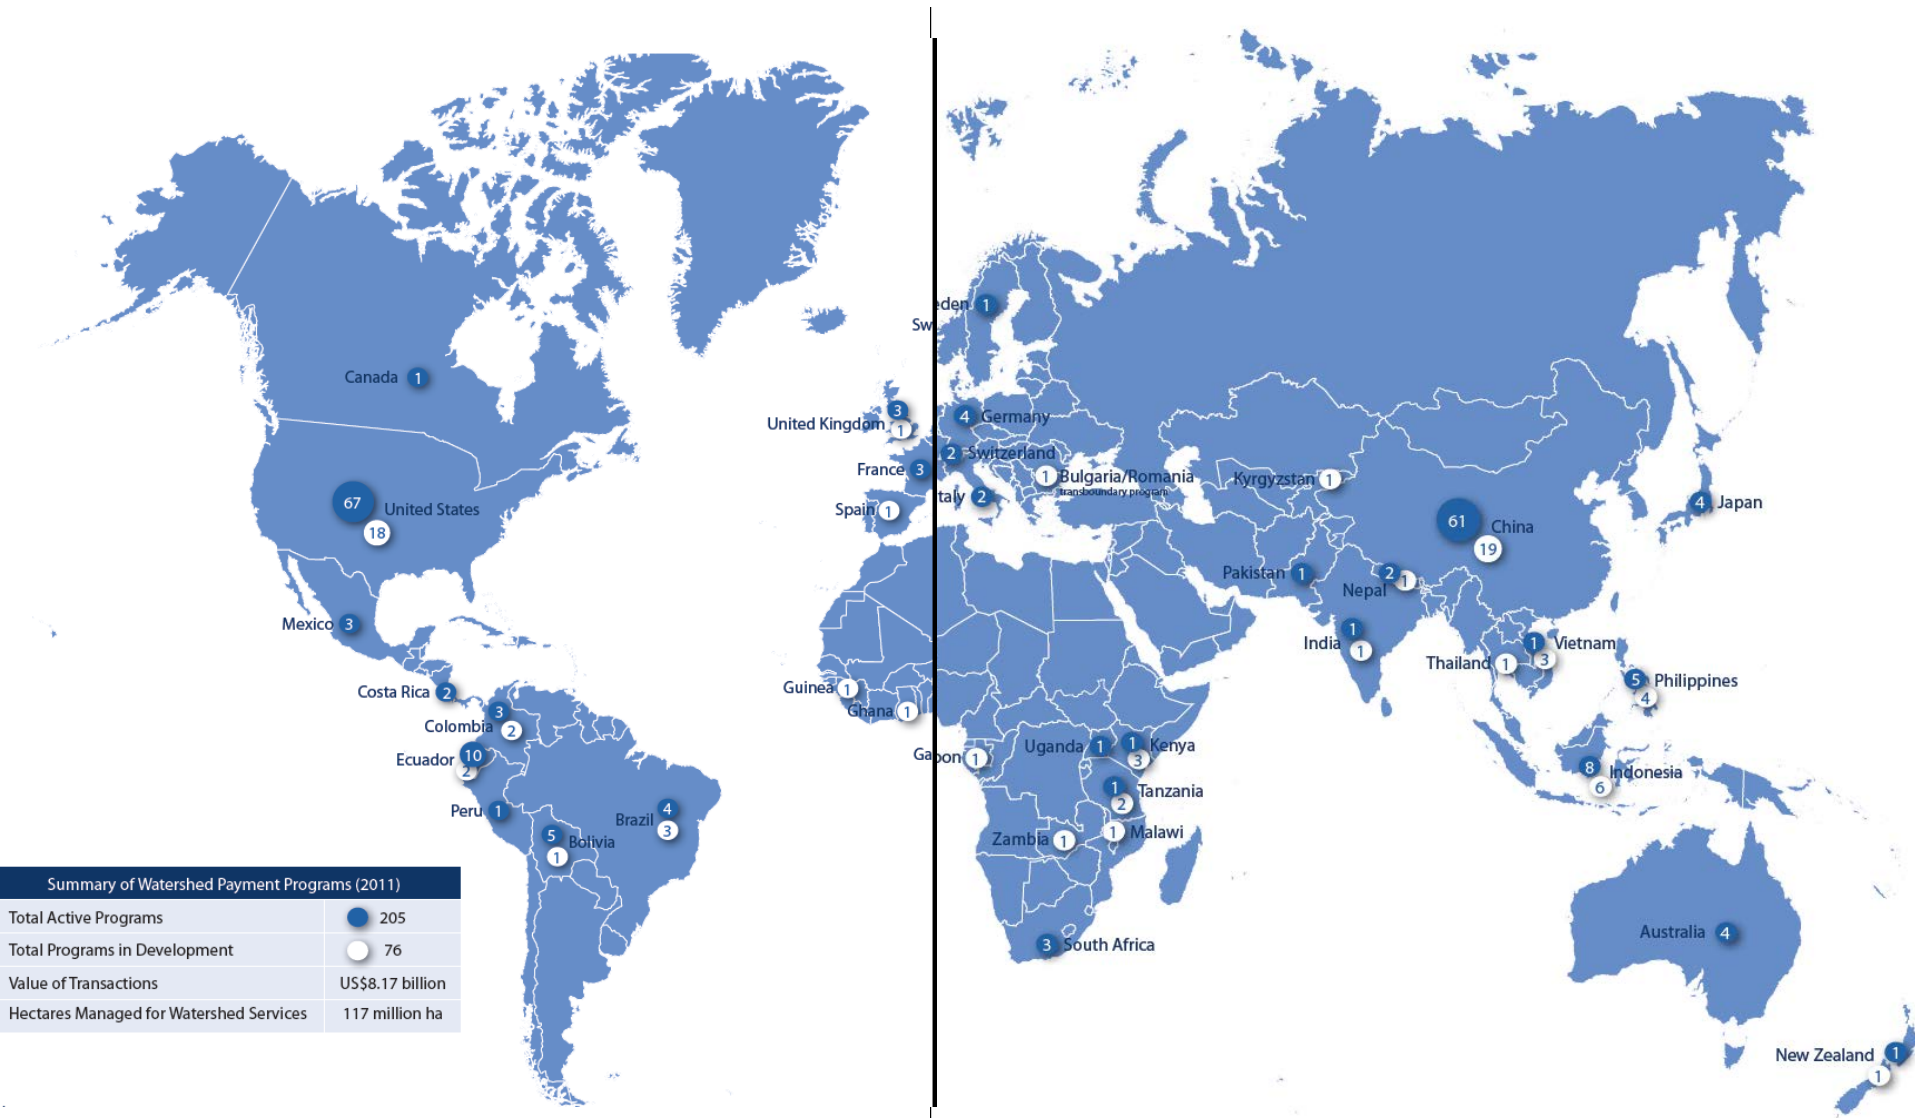 eden 1
Sw
Canada 1
3
United Kingdom 1
4 Germany
2 Switzerland
France 3
1 Bulgaria/Romania
transboundary program
Kyrgyzstan 1
taly 2
Spain 1
67
United States
18
4 Japan
61
China
19
Pakistan 1
2 1
Nepal
Mexico 3
1
India
1
1 Vietnam
3
Thailand 1
5 Philippines
4
Costa Rica 2
Guinea 1
Ghana 1
3
Colombia
2
Ecuador 10
2
Gabon 1
Uganda 1
1 Kenya
3
8
Indonesia
6
1
Tanzania
2
Peru 1
4
Brazil
3
5
Bolivia
1
Zambia 1
1 Malawi
3 South Africa
Australia 4
New Zealand 1
1
Summary of Watershed Payment Programs (2011)
Total Active Programs 205
Total Programs in Development 76
Value of Transactions US$8.17 billion
Hectares Managed for Watershed Services 117 million ha